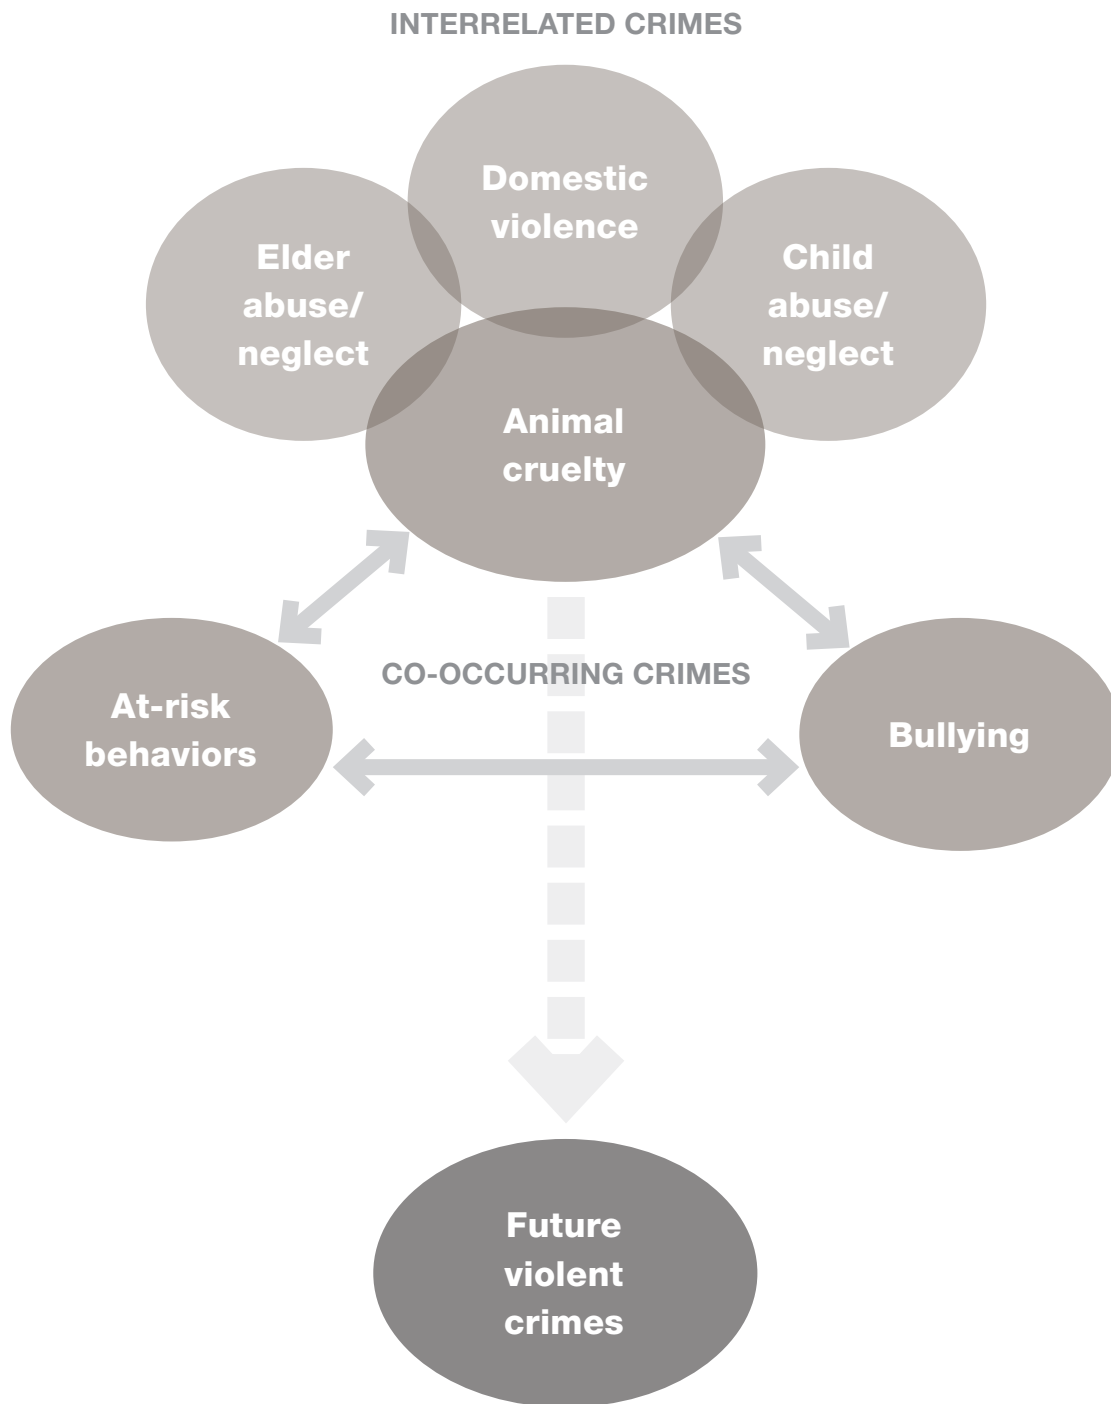 INTERRELATED CRIMES
Domestic
violence
Elder
abuse/
neglect
Child
abuse/
neglect
Animal
cruelty
CO-OCCURRING CRIMES
At-risk
behaviors
Bullying
Future
violent
crimes